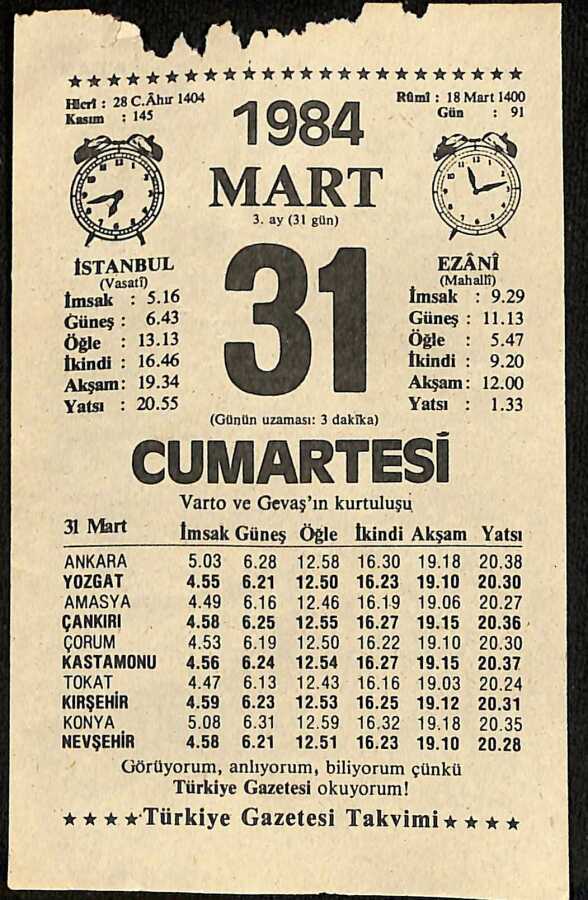 Hicrî : 28 C.Âhır 1404
Kasım : 145
1984
Rûmî : 18 Mart 1400
Gün : 91
MART
3. ay (31 gün)
İSTANBUL
(Vasatî)
İmsak : 5.16
Güneş : 6.43
Öğle : 13.13
İkindi : 16.46
Akşam : 19.34
Yatsı : 20.55
31
EZÂNÎ
(Mahallî)
İmsak : 9.29
Güneş : 11.13
Öğle : 5.47
İkindi : 9.20
Akşam : 12.00
Yatsı : 1.33
(Günün uzaması: 3 dakika)
CUMARTESİ
Varto ve Gevaş'ın kurtuluşu
31 Mart İmsak Güneş Öğle İkindi Akşam Yatsı
ANKARA 5.03 6.28 12.58 16.30 19.18 20.38
YOZGAT 4.55 6.21 12.50 16.23 19.10 20.30
AMASYA 4.49 6.16 12.46 16.19 19.06 20.27
ÇANKIRI 4.58 6.25 12.55 16.27 19.15 20.36
ÇORUM 4.53 6.19 12.50 16.22 19.10 20.30
KASTAMONU 4.56 6.24 12.54 16.27 19.15 20.37
TOKAT 4.47 6.13 12.43 16.16 19.03 20.24
KIRŞEHİR 4.59 6.23 12.53 16.25 19.12 20.31
KONYA 5.08 6.31 12.59 16.32 19.18 20.35
NEVŞEHİR 4.58 6.21 12.51 16.23 19.10 20.28
Görüyorum, anlıyorum, biliyorum çünkü
Türkiye Gazetesi okuyorum!
Türkiye Gazetesi Takvimi